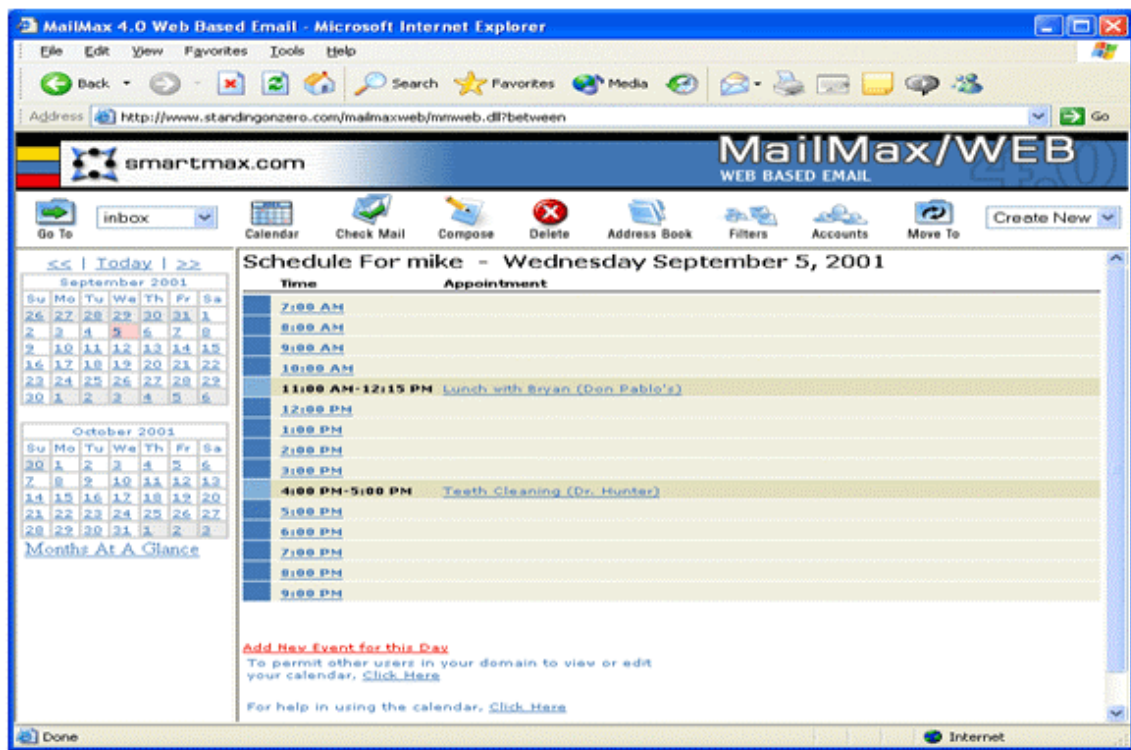 MailMax 4.0 Web Based Email - Microsoft Internet Explorer
File Edit View Favorites Tools Help
Back Search Favorites Media
Address http://www.standingonzero.com/mailmaxweb/mmweb.dll?between Go
smartmax.com MailMax/WEB 4.0
WEB BASED EMAIL
Go To inbox Calendar Check Mail Compose Delete Address Book Filters Accounts Move To Create New
<< | Today | >>
September 2001
Su Mo Tu We Th Fr Sa
26 27 28 29 30 31 1
2 3 4 5 6 7 8
9 10 11 12 13 14 15
16 17 18 19 20 21 22
23 24 25 26 27 28 29
30 1 2 3 4 5 6
October 2001
Su Mo Tu We Th Fr Sa
30 1 2 3 4 5 6
7 8 9 10 11 12 13
14 15 16 17 18 19 20
21 22 23 24 25 26 27
28 29 30 31 1 2 3
Months At A Glance
Schedule For mike - Wednesday September 5, 2001
Time Appointment
7:00 AM
8:00 AM
9:00 AM
10:00 AM
11:00 AM-12:15 PM Lunch with Bryan (Don Pablo's)
12:00 PM
1:00 PM
2:00 PM
3:00 PM
4:00 PM-5:00 PM Teeth Cleaning (Dr. Hunter)
5:00 PM
6:00 PM
7:00 PM
8:00 PM
9:00 PM
Add New Event for this Day
To permit other users in your domain to view or edit
your calendar, Click Here
For help in using the calendar, Click Here
Done Internet